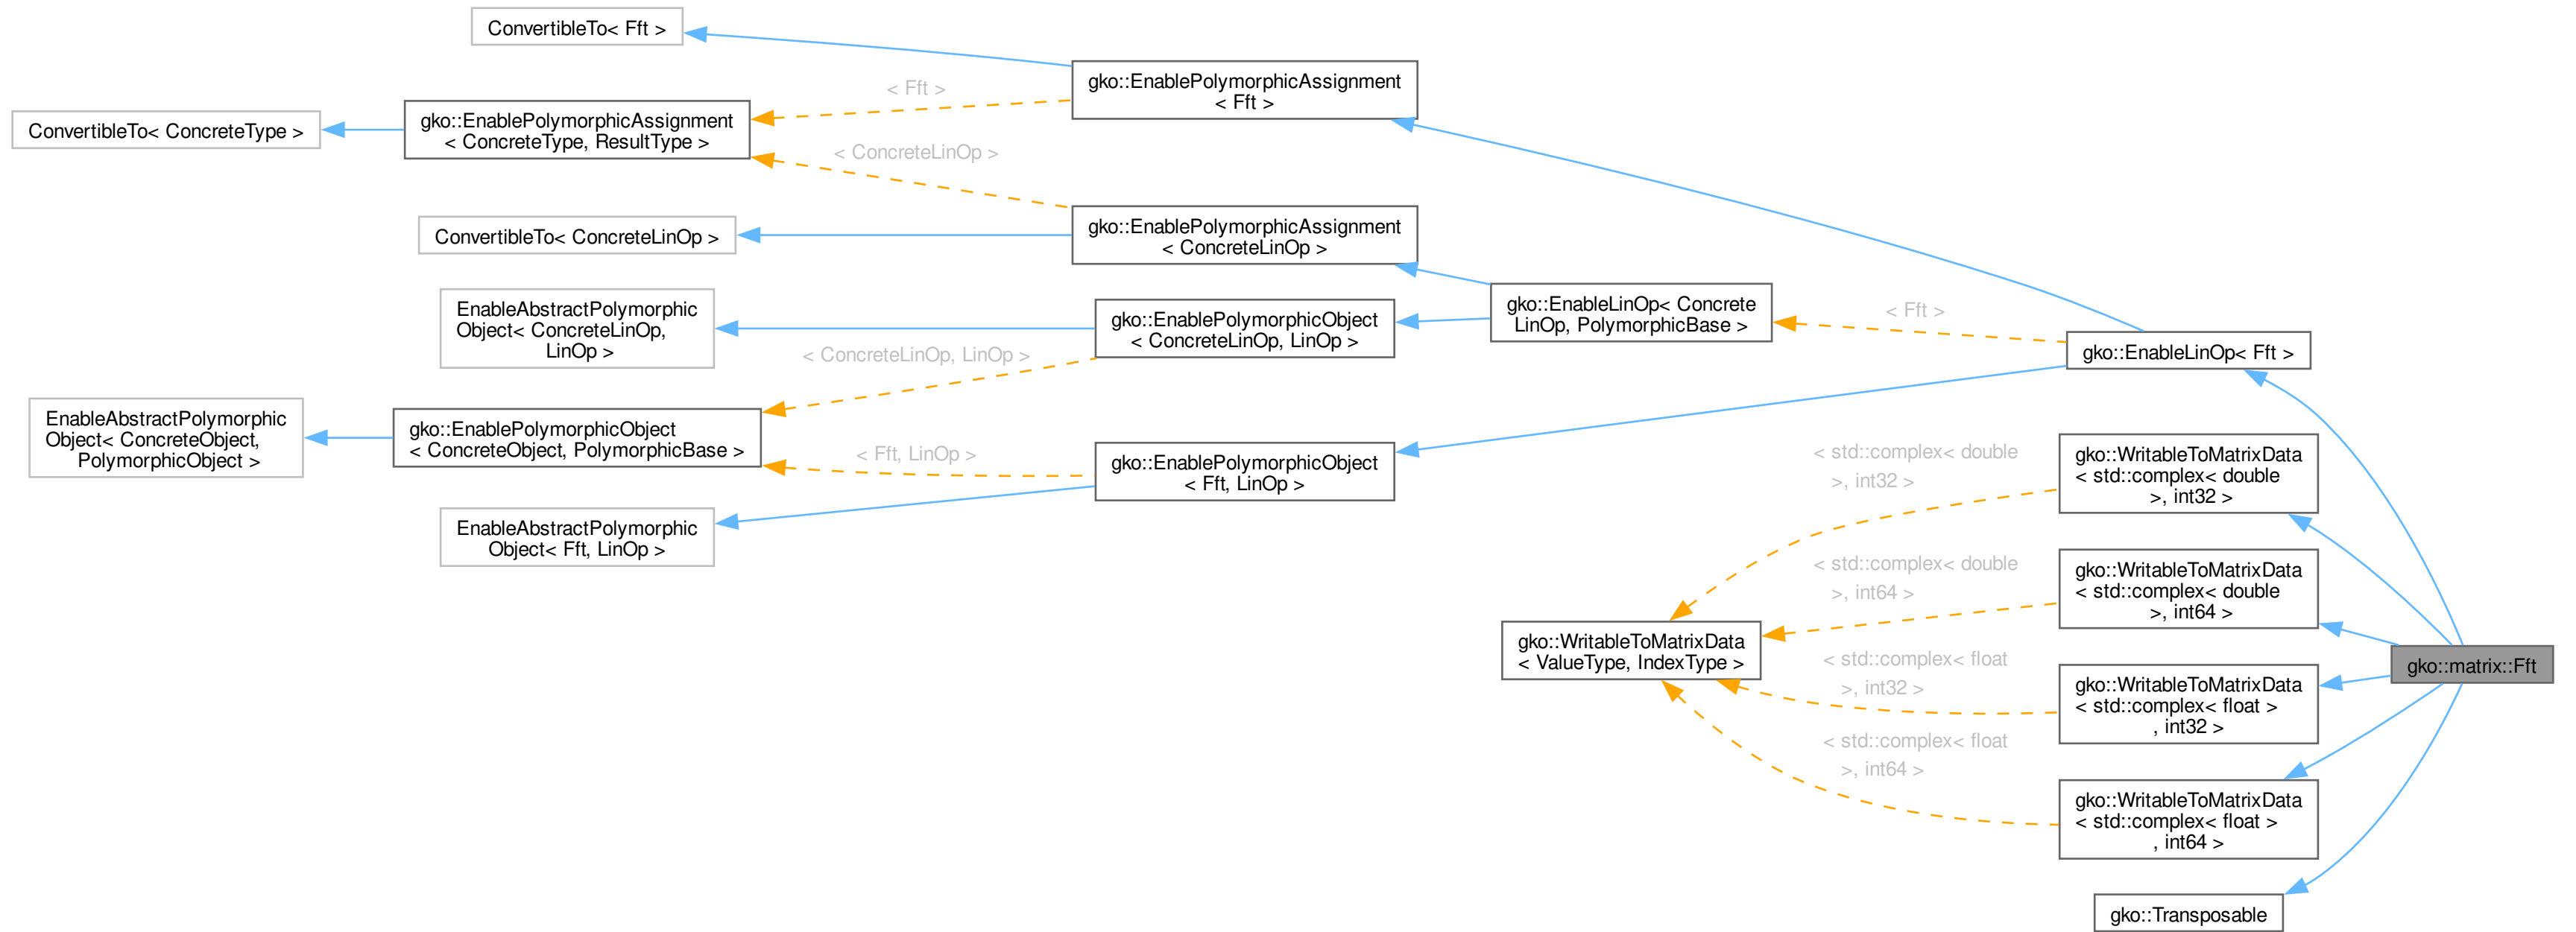 ConvertibleTo< Fft >
gko::EnablePolymorphicAssignment
< Fft >
< Fft >
ConvertibleTo< ConcreteType >
gko::EnablePolymorphicAssignment
< ConcreteType, ResultType >
< ConcreteLinOp >
ConvertibleTo< ConcreteLinOp >
gko::EnablePolymorphicAssignment
< ConcreteLinOp >
EnableAbstractPolymorphic
Object< ConcreteLinOp,
LinOp >
gko::EnablePolymorphicObject
< ConcreteLinOp, LinOp >
gko::EnableLinOp< Concrete
LinOp, PolymorphicBase >
< Fft >
gko::EnableLinOp< Fft >
< ConcreteLinOp, LinOp >
EnableAbstractPolymorphic
Object< ConcreteObject,
PolymorphicObject >
gko::EnablePolymorphicObject
< ConcreteObject, PolymorphicBase >
< Fft, LinOp >
gko::EnablePolymorphicObject
< Fft, LinOp >
EnableAbstractPolymorphic
Object< Fft, LinOp >
< std::complex< double
>, int32 >
gko::WritableToMatrixData
< std::complex< double
>, int32 >
< std::complex< double
>, int64 >
gko::WritableToMatrixData
< std::complex< double
>, int64 >
gko::WritableToMatrixData
< ValueType, IndexType >
< std::complex< float
>, int32 >
gko::WritableToMatrixData
< std::complex< float >
, int32 >
gko::matrix::Fft
< std::complex< float
>, int64 >
gko::WritableToMatrixData
< std::complex< float >
, int64 >
gko::Transposable